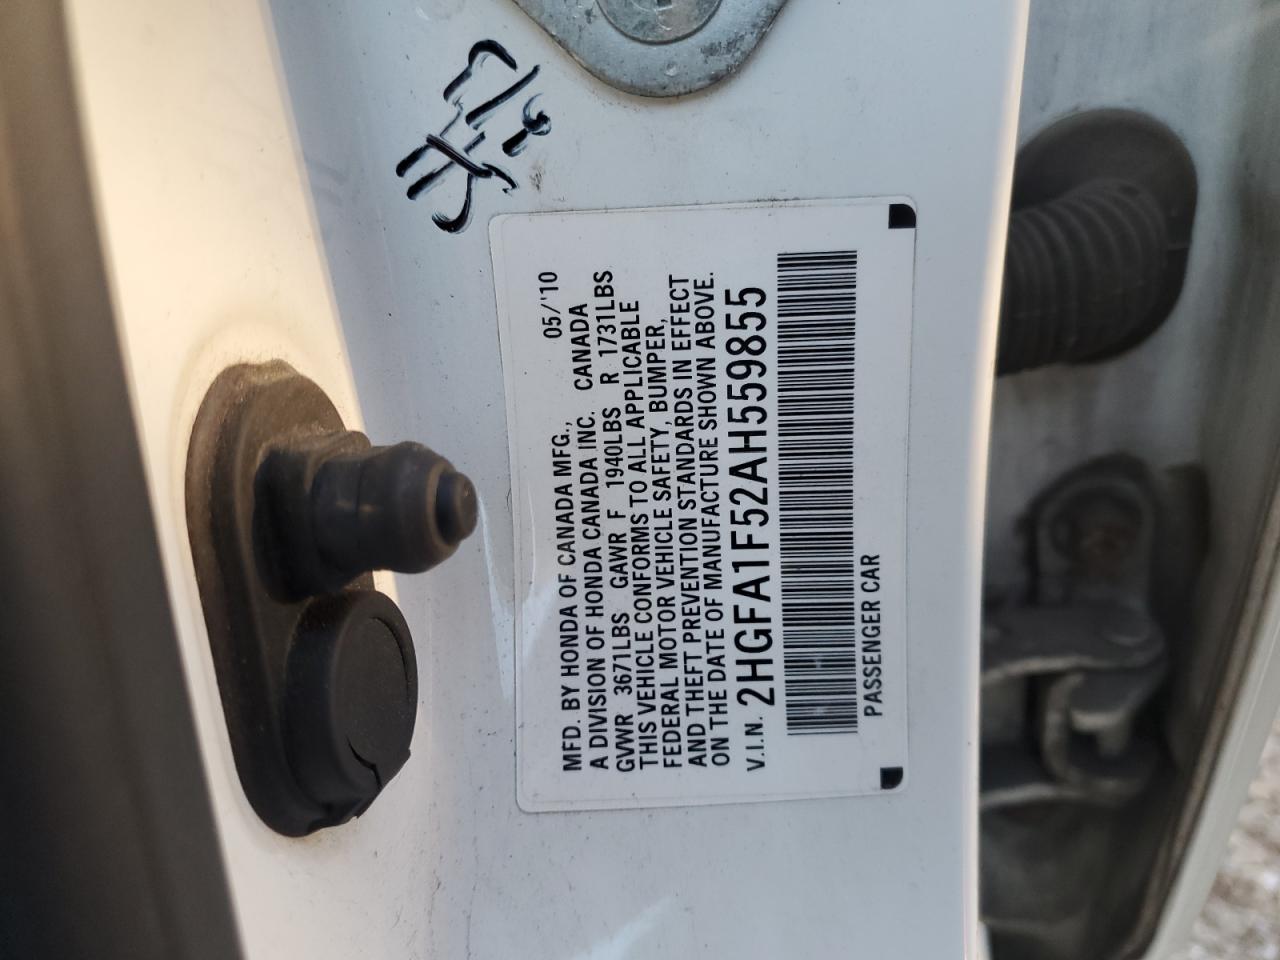 MFD. BY HONDA OF CANADA MFG., 05/'10
A DIVISION OF HONDA CANADA INC. CANADA
GVWR 3671LBS GAWR F 1940LBS R 1731LBS
THIS VEHICLE CONFORMS TO ALL APPLICABLE
FEDERAL MOTOR VEHICLE SAFETY, BUMPER,
AND THEFT PREVENTION STANDARDS IN EFFECT
ON THE DATE OF MANUFACTURE SHOWN ABOVE.
V.I.N. 2HGFA1F52AH559855
PASSENGER CAR